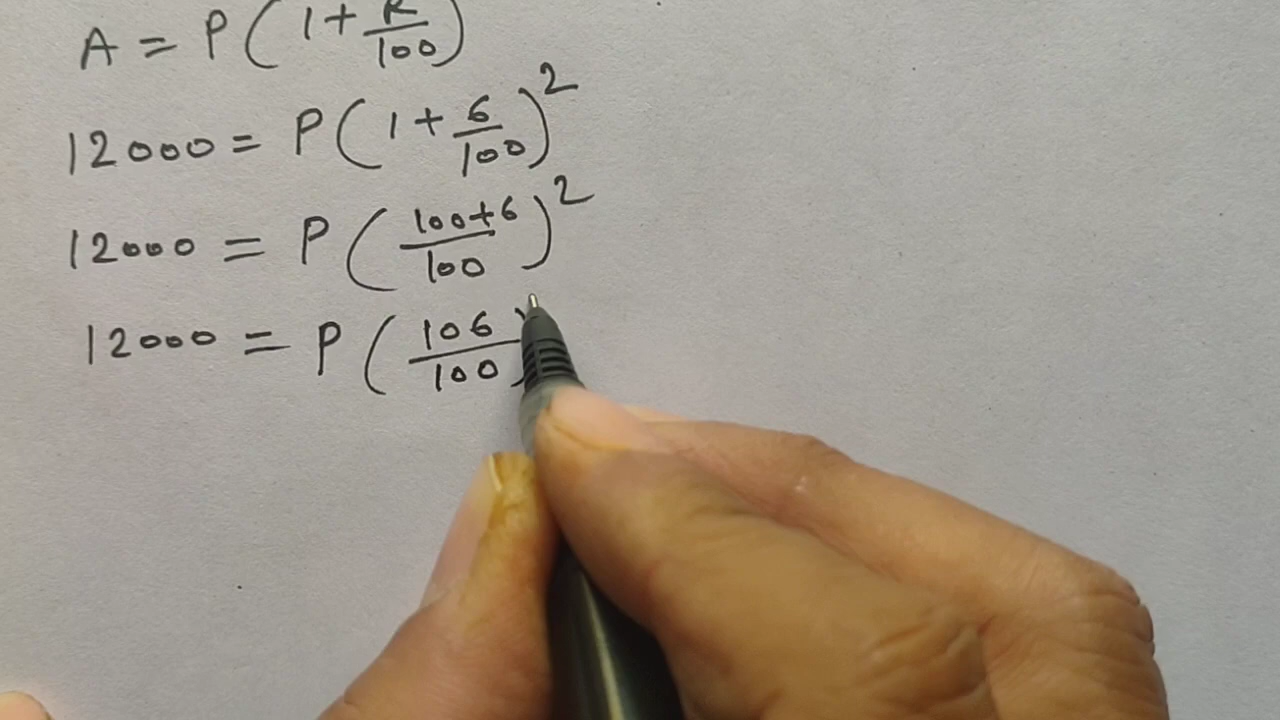 A = P(1+R/100)
12000 = P(1+6/100)²
12000 = P(100+6/100)²
12000 = P(106/100)